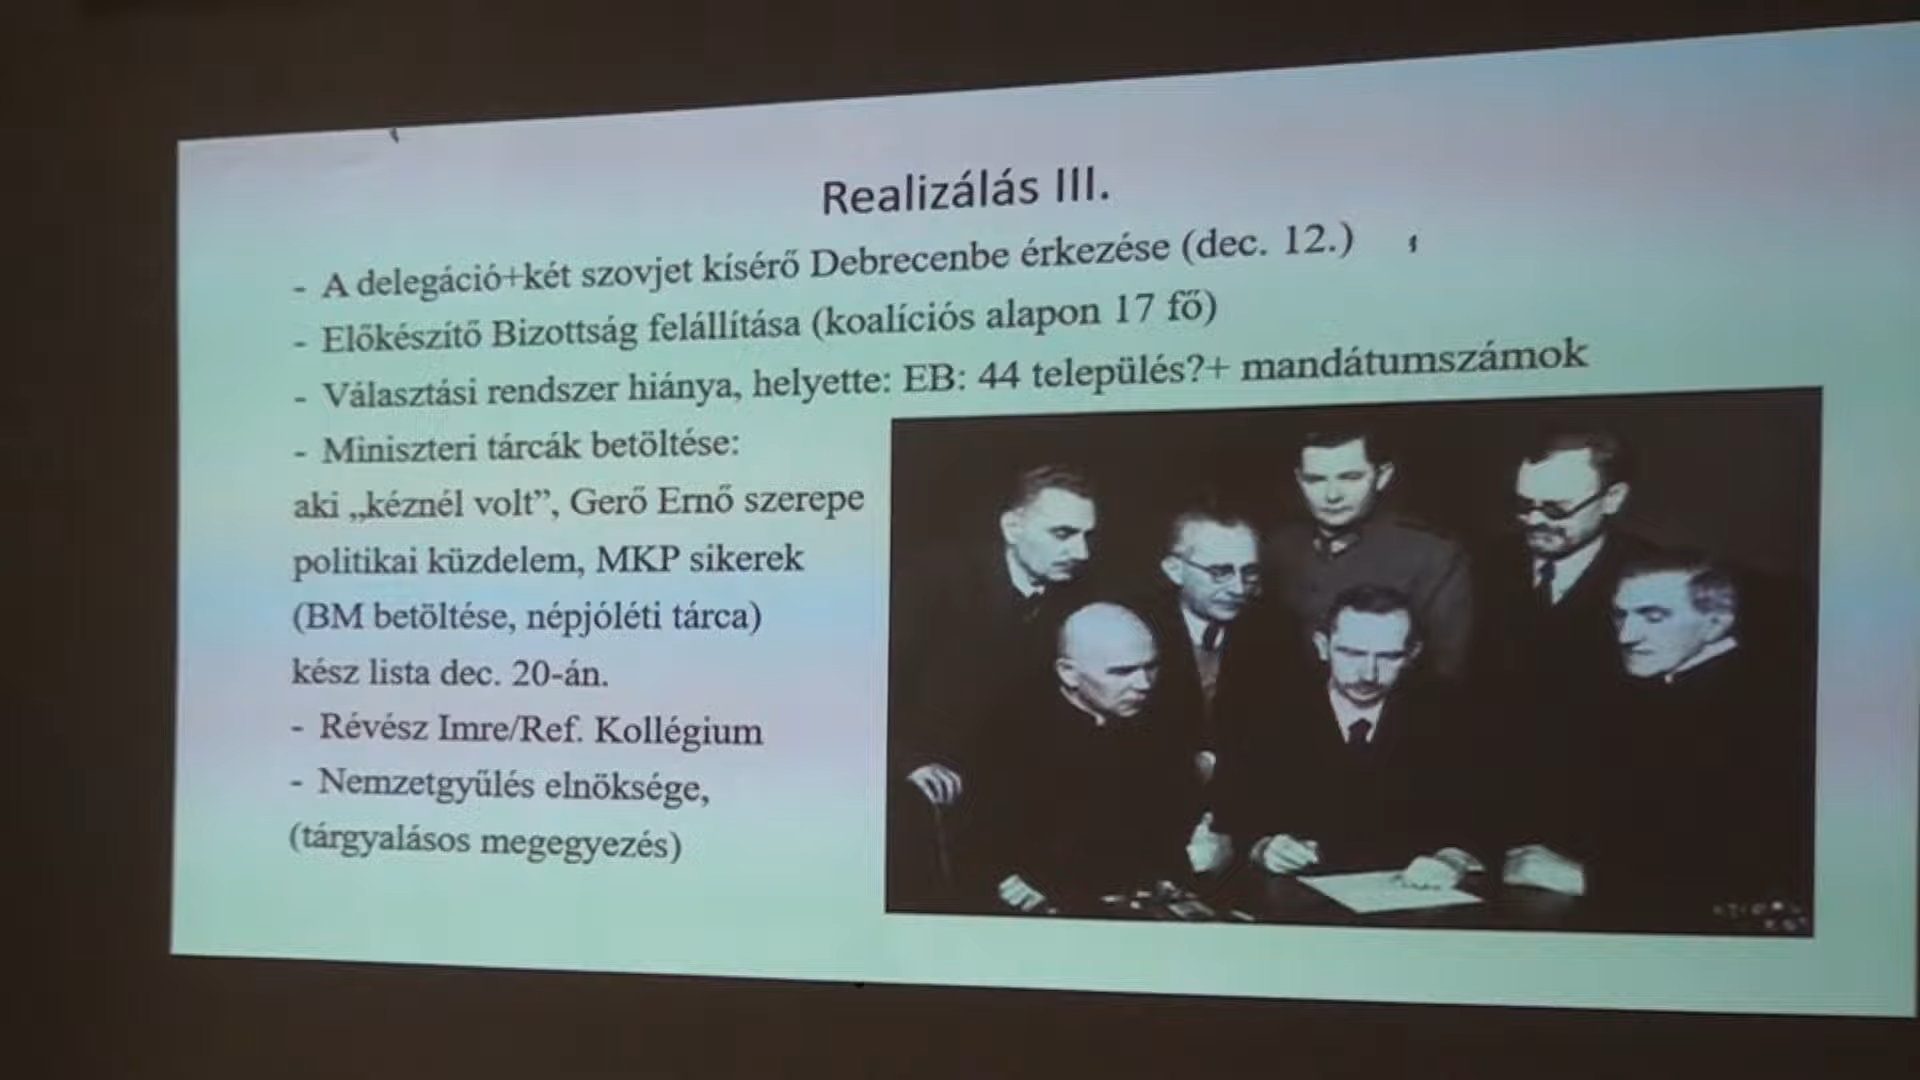 Realizálás III.
- A delegáció+két szovjet kísérő Debrecenbe érkezése (dec. 12.)
- Előkészítő Bizottság felállítása (koalíciós alapon 17 fő)
- Választási rendszer hiánya, helyette: EB: 44 település?+ mandátumszámok
- Miniszteri tárcák betöltése:
aki „kéznél volt”, Gerő Ernő szerepe
politikai küzdelem, MKP sikerek
(BM betöltése, népjóléti tárca)
kész lista dec. 20-án.
- Révész Imre/Ref. Kollégium
- Nemzetgyűlés elnöksége,
(tárgyalásos megegyezés)